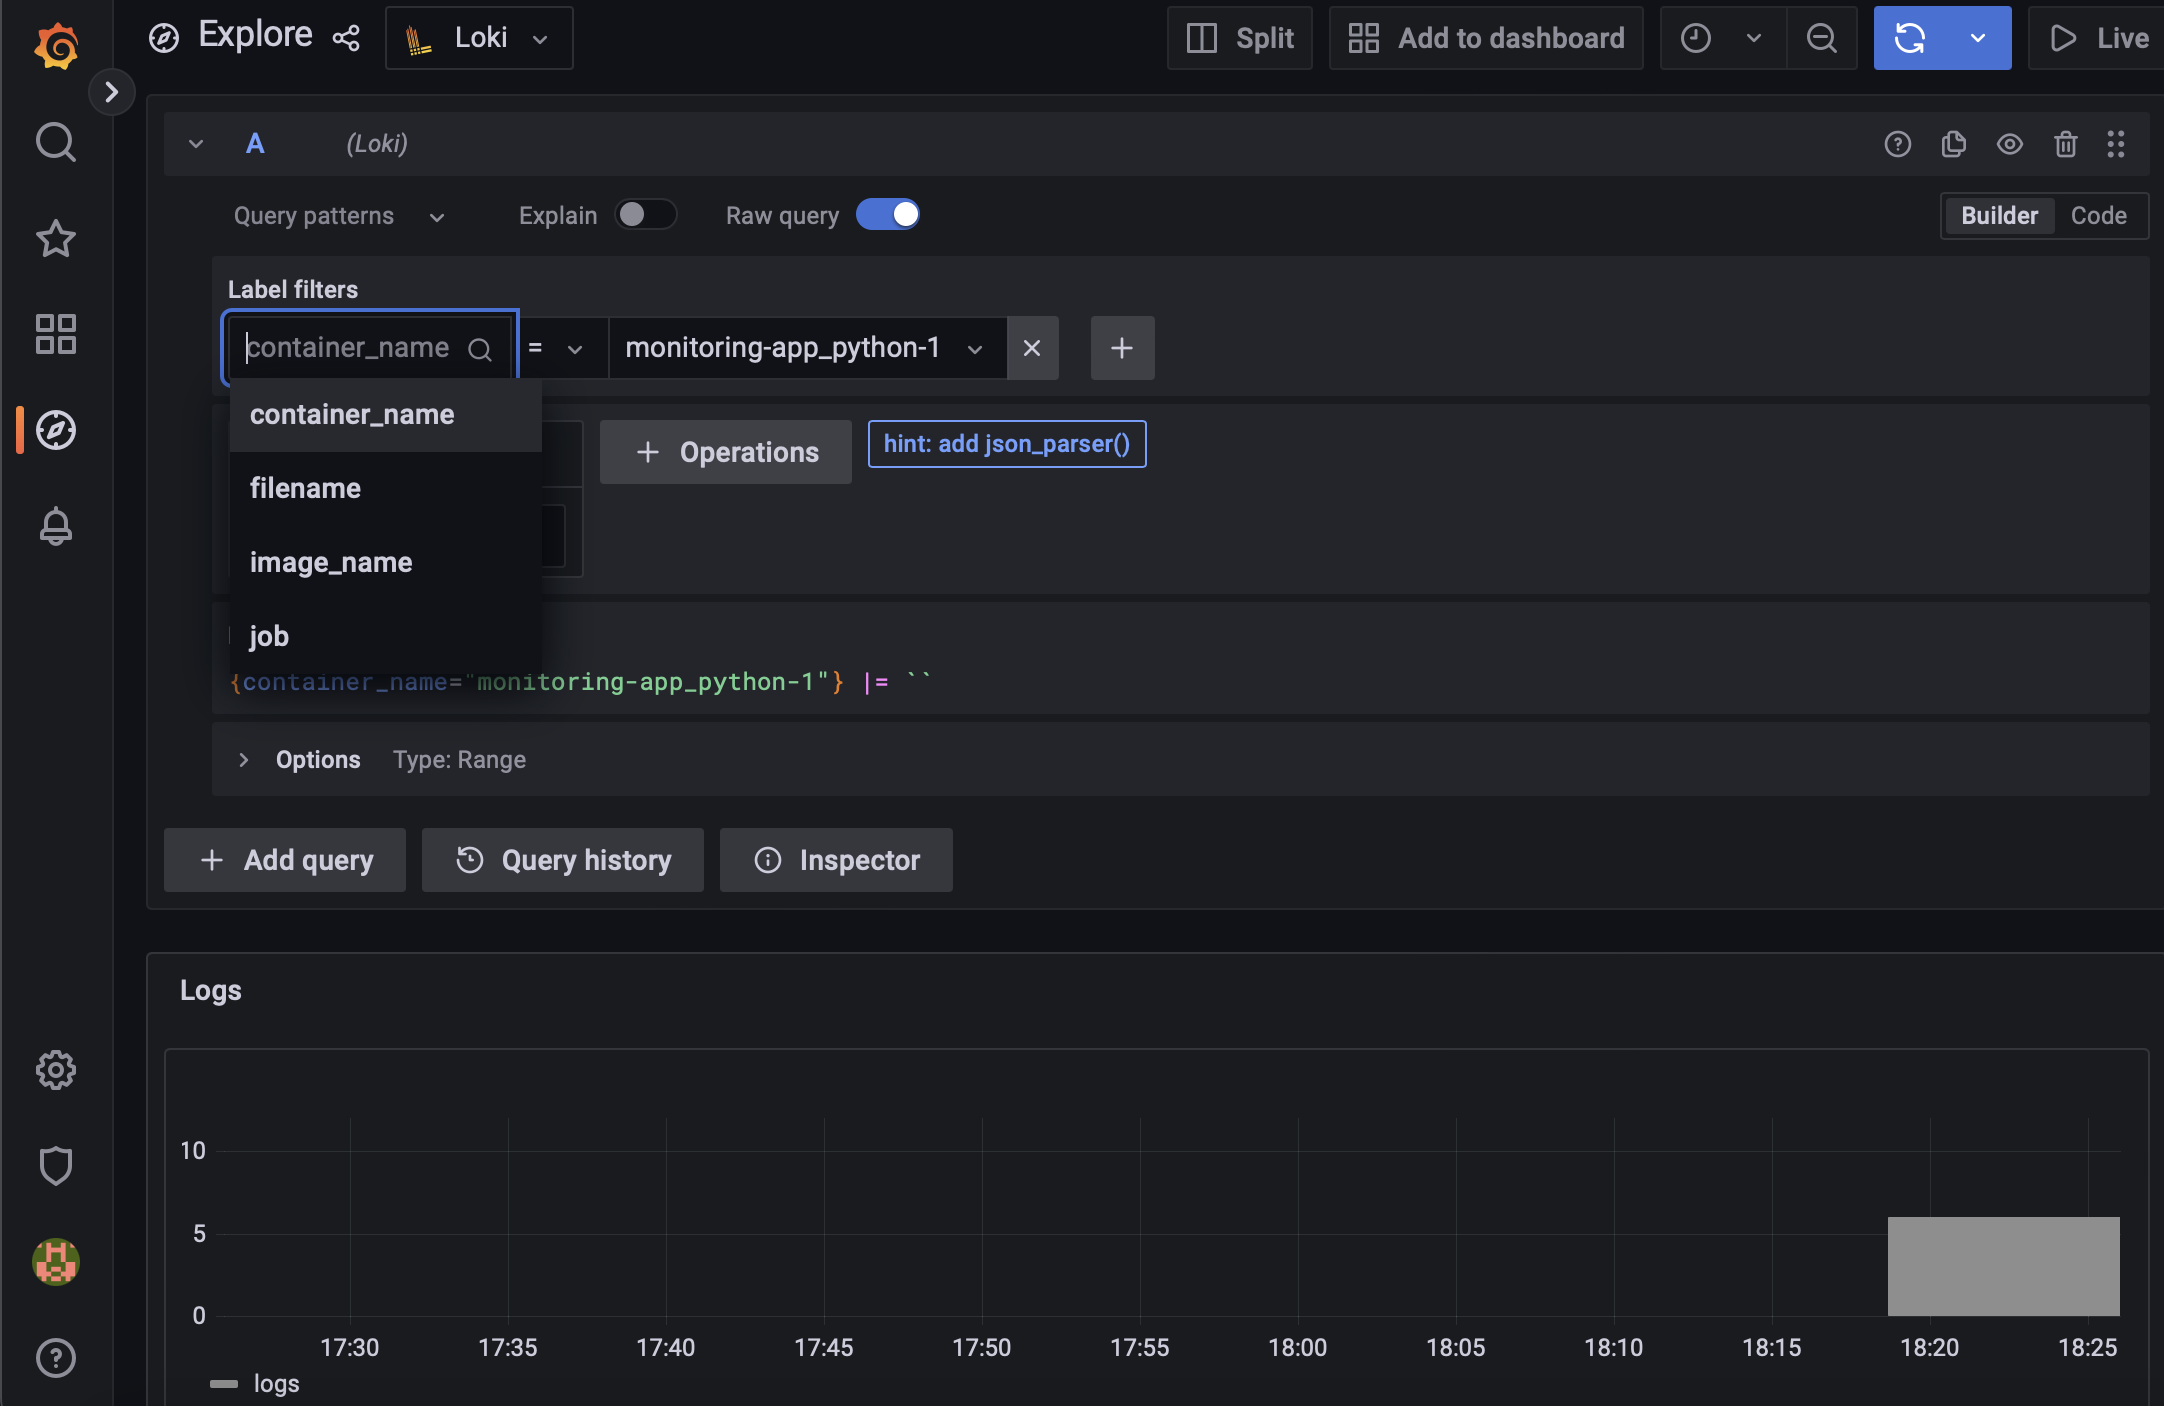 Explore
Loki
Split
Add to dashboard
Live
A
(Loki)
Query patterns
Explain
Raw query
Builder
Code
Label filters
container_name
=
monitoring-app_python-1
container_name
filename
image_name
job
Operations
hint: add json_parser()
{container_name="monitoring-app_python-1"} |= ``
Options
Type: Range
Add query
Query history
Inspector
Logs
10
5
0
17:30
17:35
17:40
17:45
17:50
17:55
18:00
18:05
18:10
18:15
18:20
18:25
logs